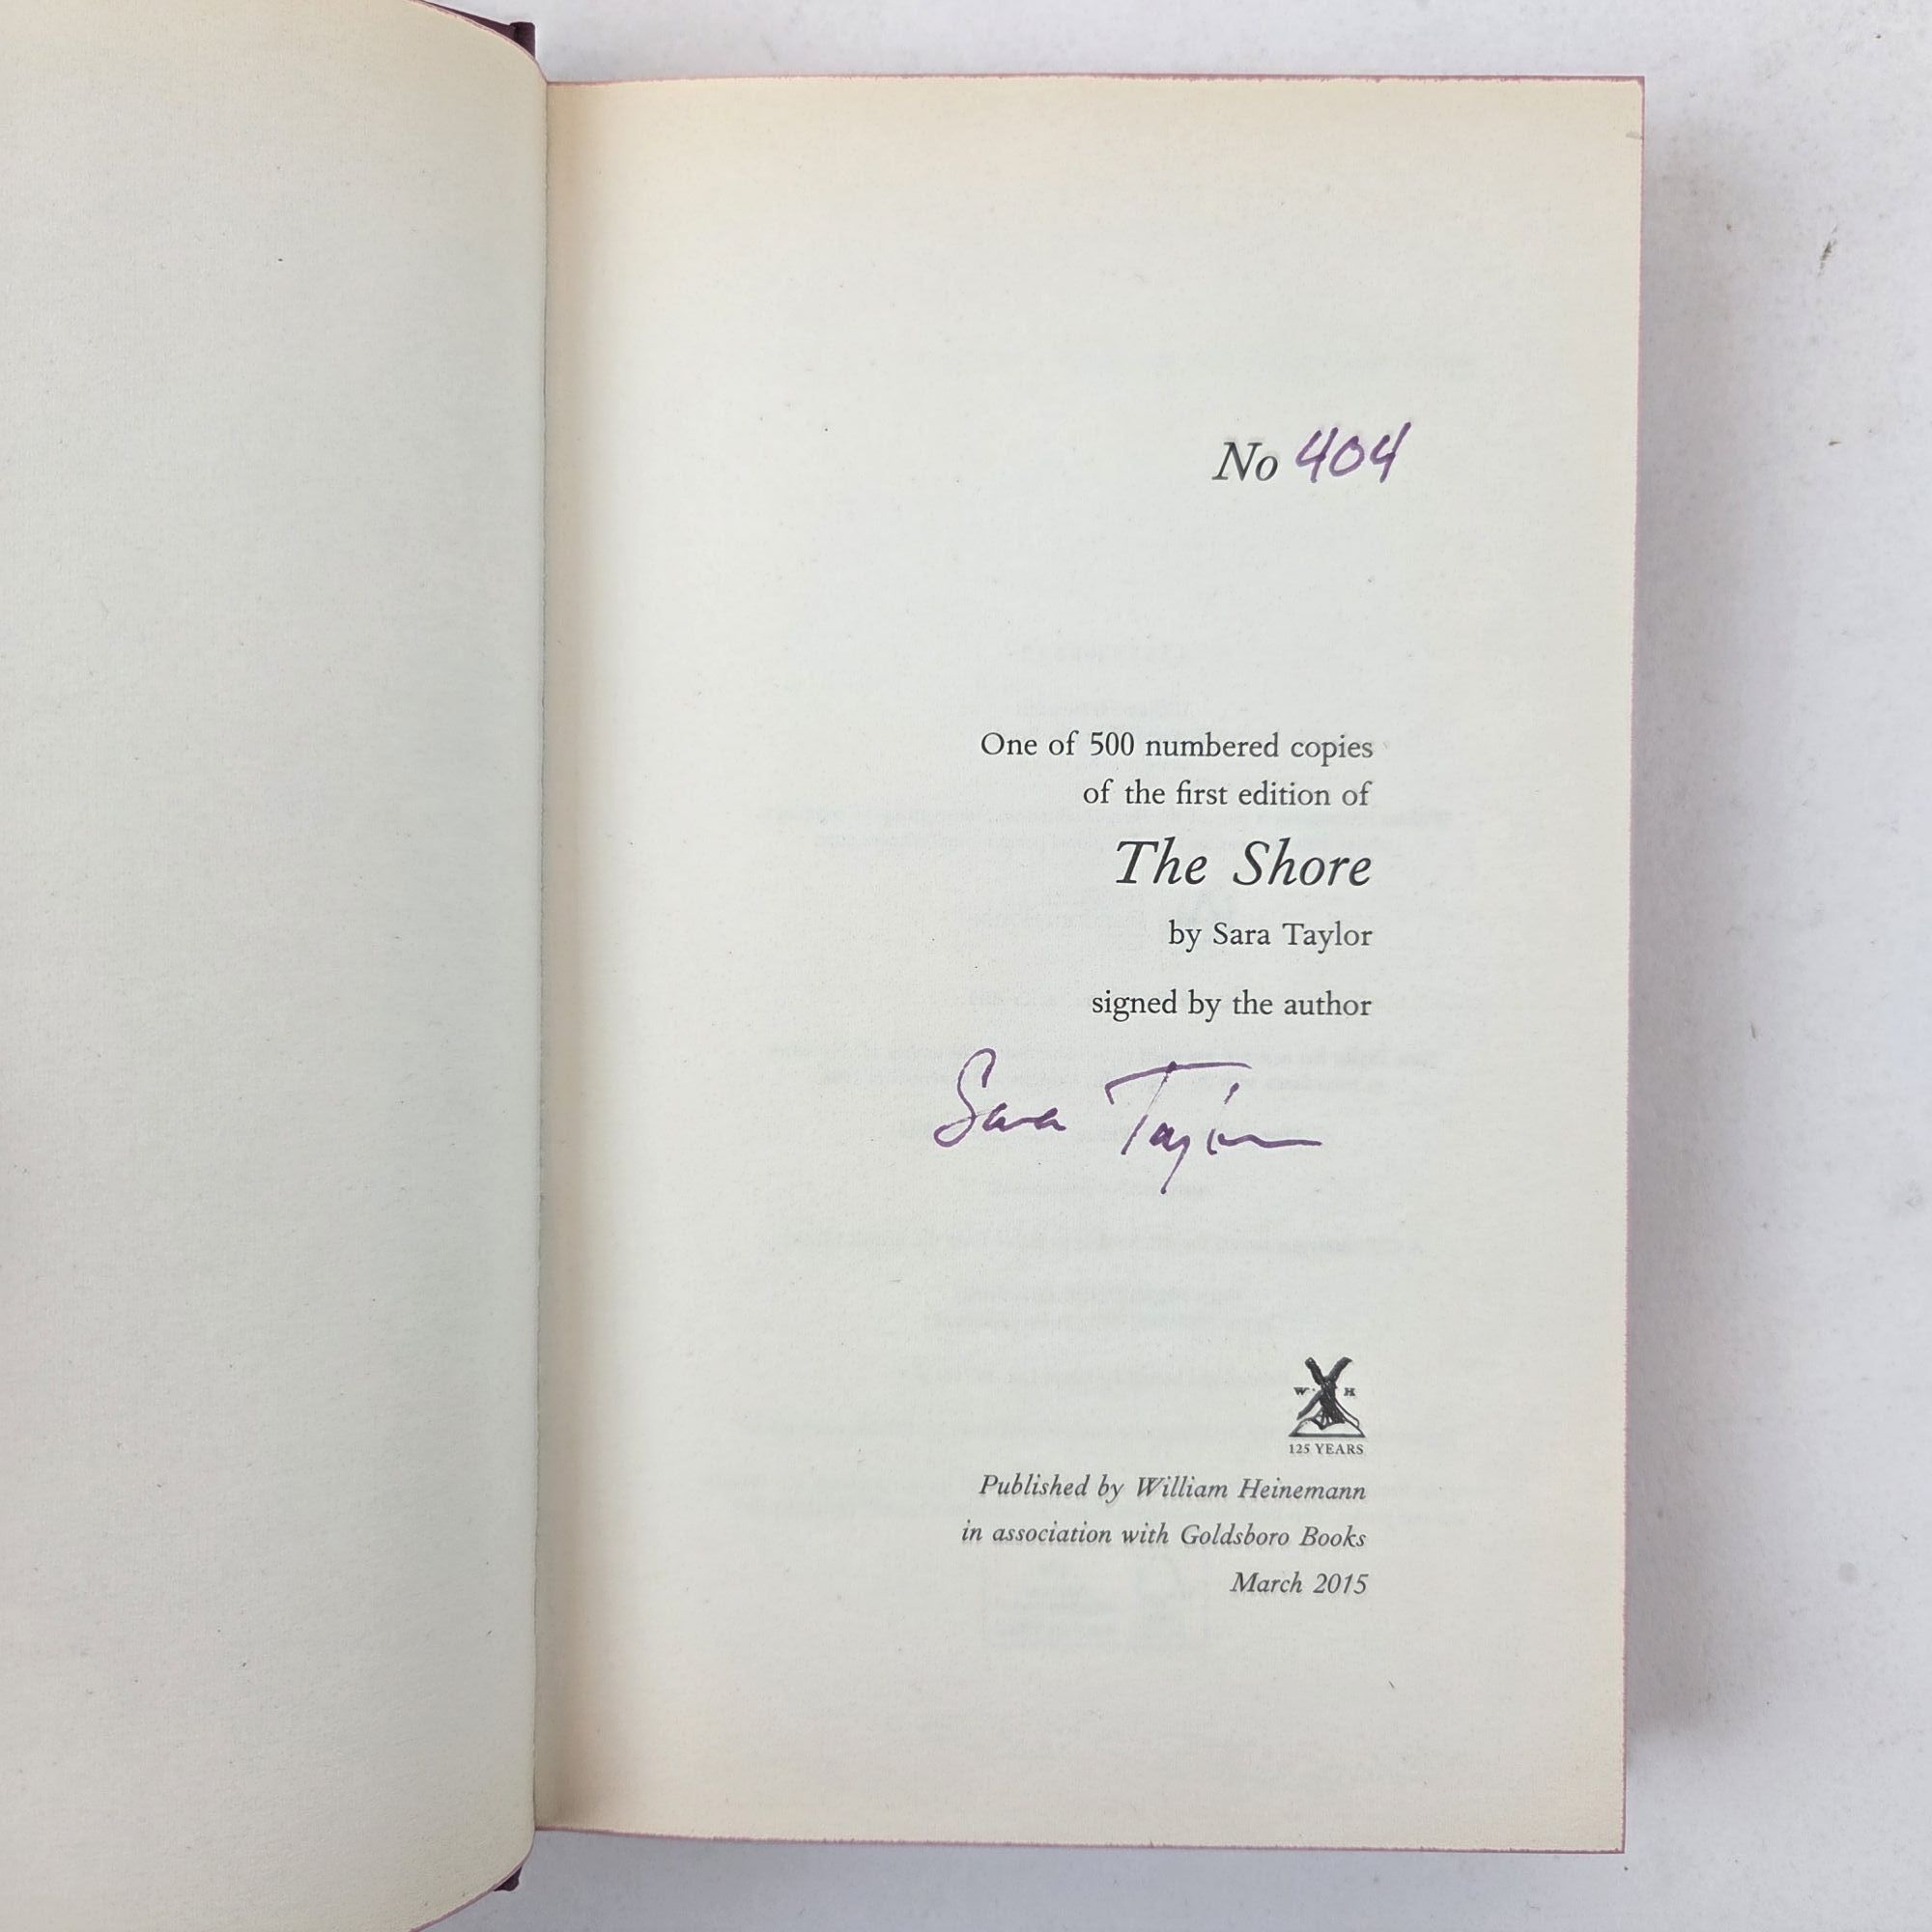 No 404
One of 500 numbered copies
of the first edition of
The Shore
by Sara Taylor
signed by the author
Sara Taylor
W H
125 YEARS
Published by William Heinemann
in association with Goldsboro Books
March 2015